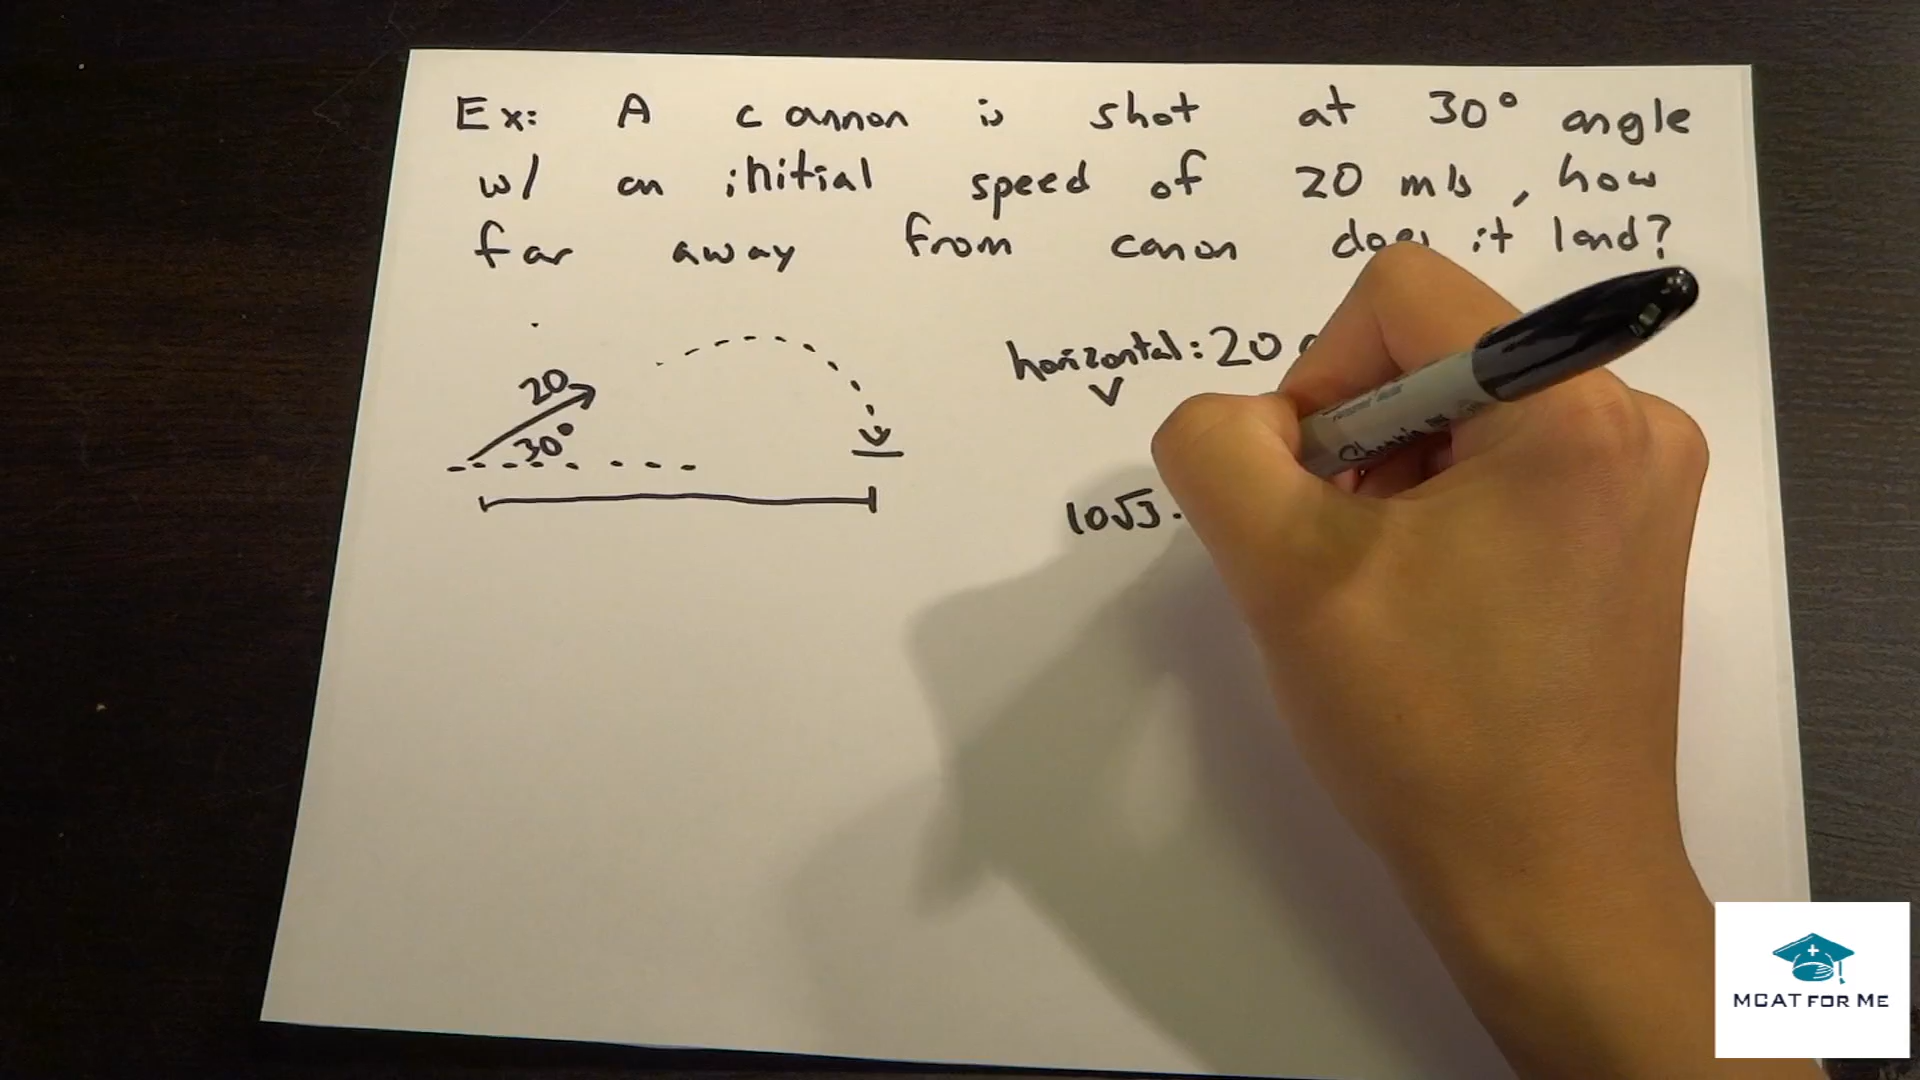 Ex: A cannon is shot at 30° angle
w/ an initial speed of 20 m/s, how
far away from canon does it land?
horizontal: 20
V
20
30°
10√3 ·
Sharpie
MCAT FOR ME